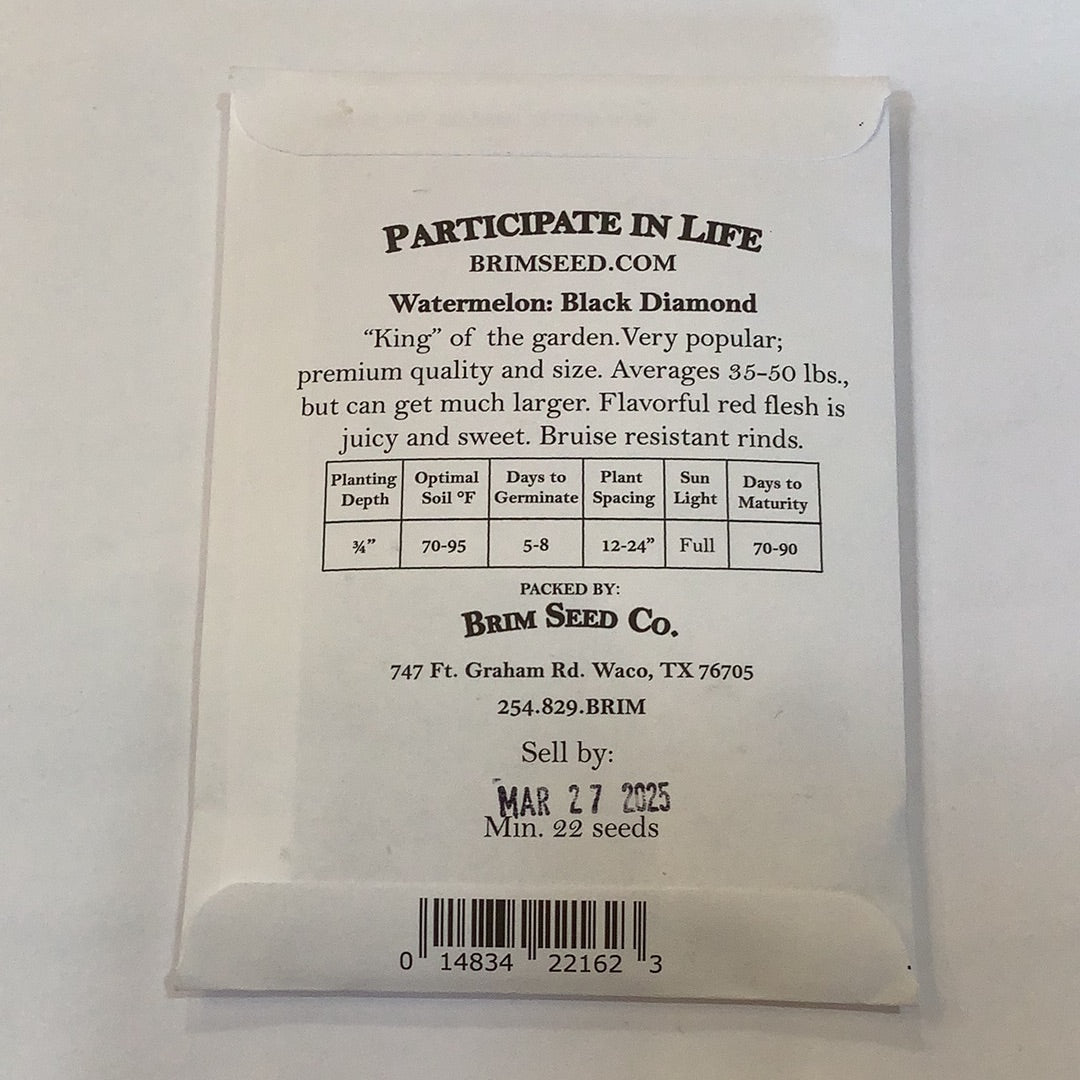 PARTICIPATE IN LIFE
BRIMSEED.COM
Watermelon: Black Diamond
“King” of the garden.Very popular;
premium quality and size. Averages 35-50 lbs.,
but can get much larger. Flavorful red flesh is
juicy and sweet. Bruise resistant rinds.
Planting Depth Optimal Soil °F Days to Germinate Plant Spacing Sun Light Days to Maturity
¾” 70-95 5-8 12-24” Full 70-90
PACKED BY:
BRIM SEED CO.
747 Ft. Graham Rd. Waco, TX 76705
254.829.BRIM
Sell by:
MAR 27 2025
Min. 22 seeds
0 14834 22162 3